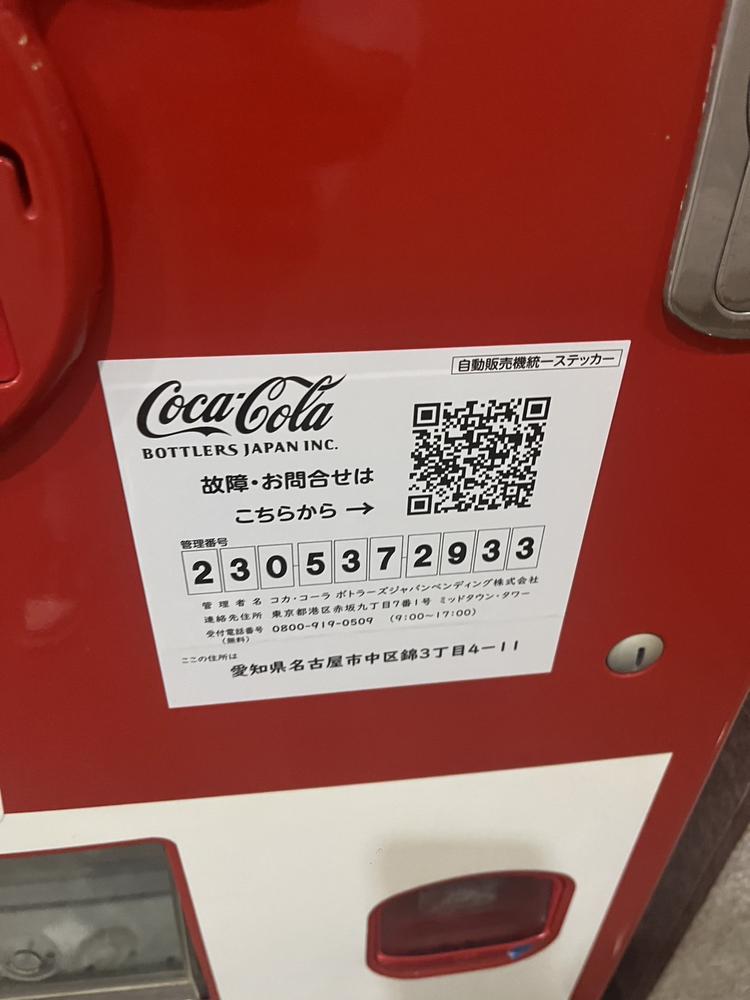 自動販売機統一ステッカー
Coca-Cola
BOTTLERS JAPAN INC.
故障・お問合せは
こちらから →
管理番号
2305372933
管理者名 コカ・コーラ ボトラーズジャパンベンディング株式会社
連絡先住所 東京都港区赤坂九丁目7番1号 ミッドタウン・タワー
受付電話番号 0800-919-0509 (9:00~17:00)
(無料)
ここの住所は
愛知県名古屋市中区錦3丁目4-11